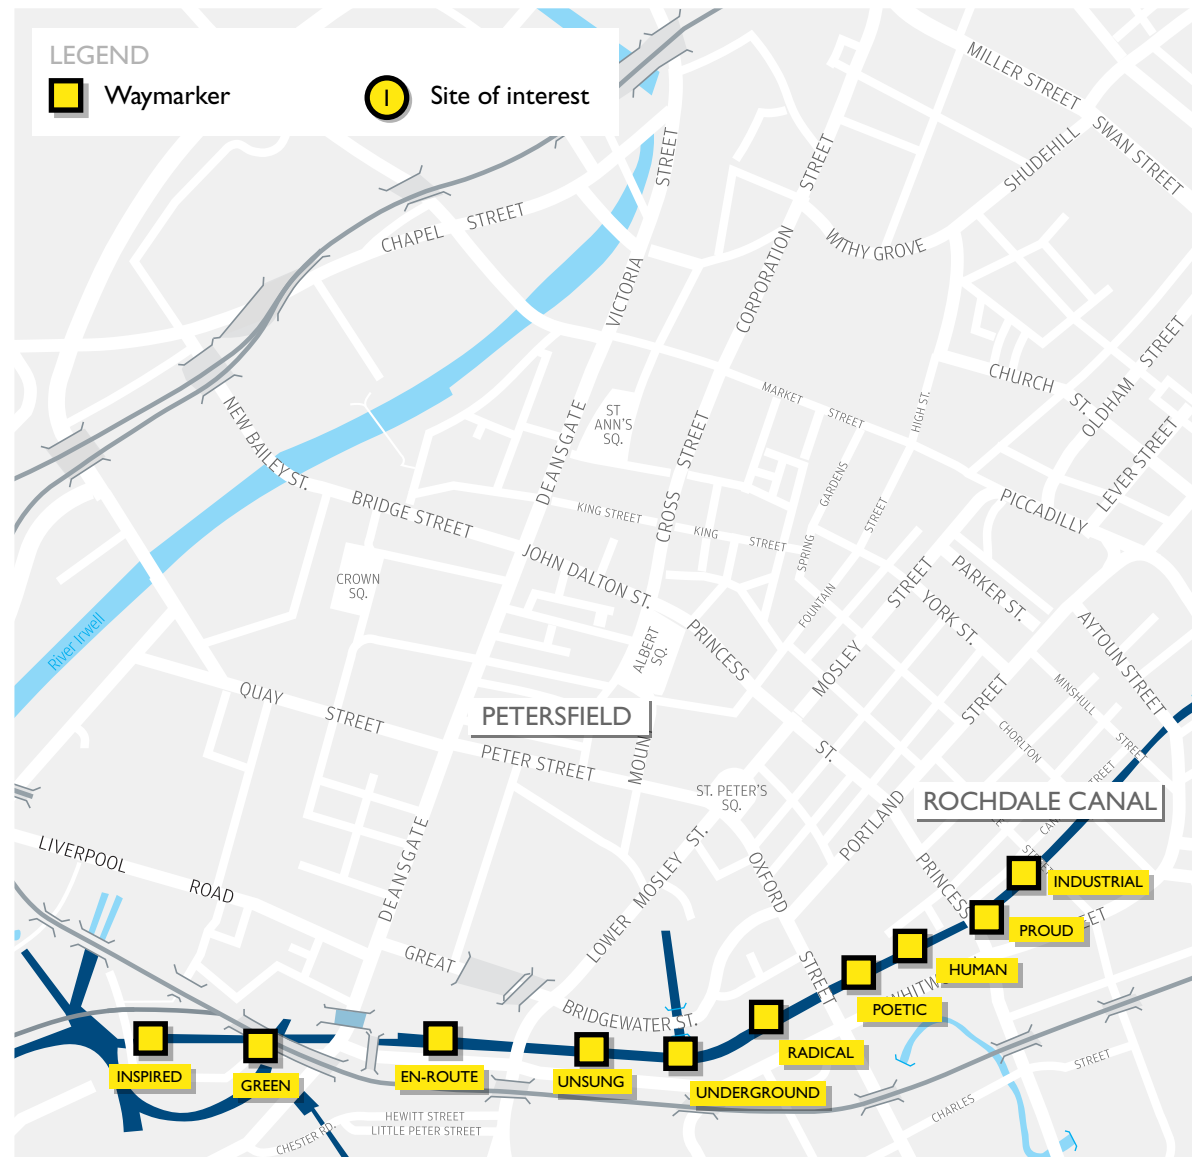 LEGEND
Waymarker
1 Site of interest
MILLER STREET
SWAN STREET
SHUDEHILL
STREET
STREET
CHAPEL STREET
WITHY GROVE
CORPORATION
VICTORIA
CHURCH ST.
OLDHAM STREET
MARKET STREET
HIGH ST.
NEW BAILEY ST.
ST
ANN'S
SQ.
DEANSGATE
CROSS STREET
LEVER STREET
BRIDGE STREET
KING STREET
KING STREET
SPRING GARDENS
STREET
FOUNTAIN
PICCADILLY
JOHN DALTON ST.
CROWN
SQ.
PARKER ST.
YORK ST.
MOSLEY STREET
AYTOUN STREET
River Irwell
ALBERT
SQ.
PRINCESS ST.
MINSHULL STREET
QUAY STREET
PETERSFIELD
CHORLTON
STREET
PETER STREET
MOUN
ST. PETER'S
SQ.
STREET
ROCHDALE CANAL
PORTLAND
LIVERPOOL ROAD
DEANSGATE
LOWER MOSLEY ST.
OXFORD STREET
PRINCESS
INDUSTRIAL
PROUD
HUMAN
POETIC
GREAT BRIDGEWATER ST.
RADICAL
INSPIRED
GREEN
EN-ROUTE
UNSUNG
UNDERGROUND
STREET
CHARLES
HEWITT STREET
LITTLE PETER STREET
CHESTER RD.